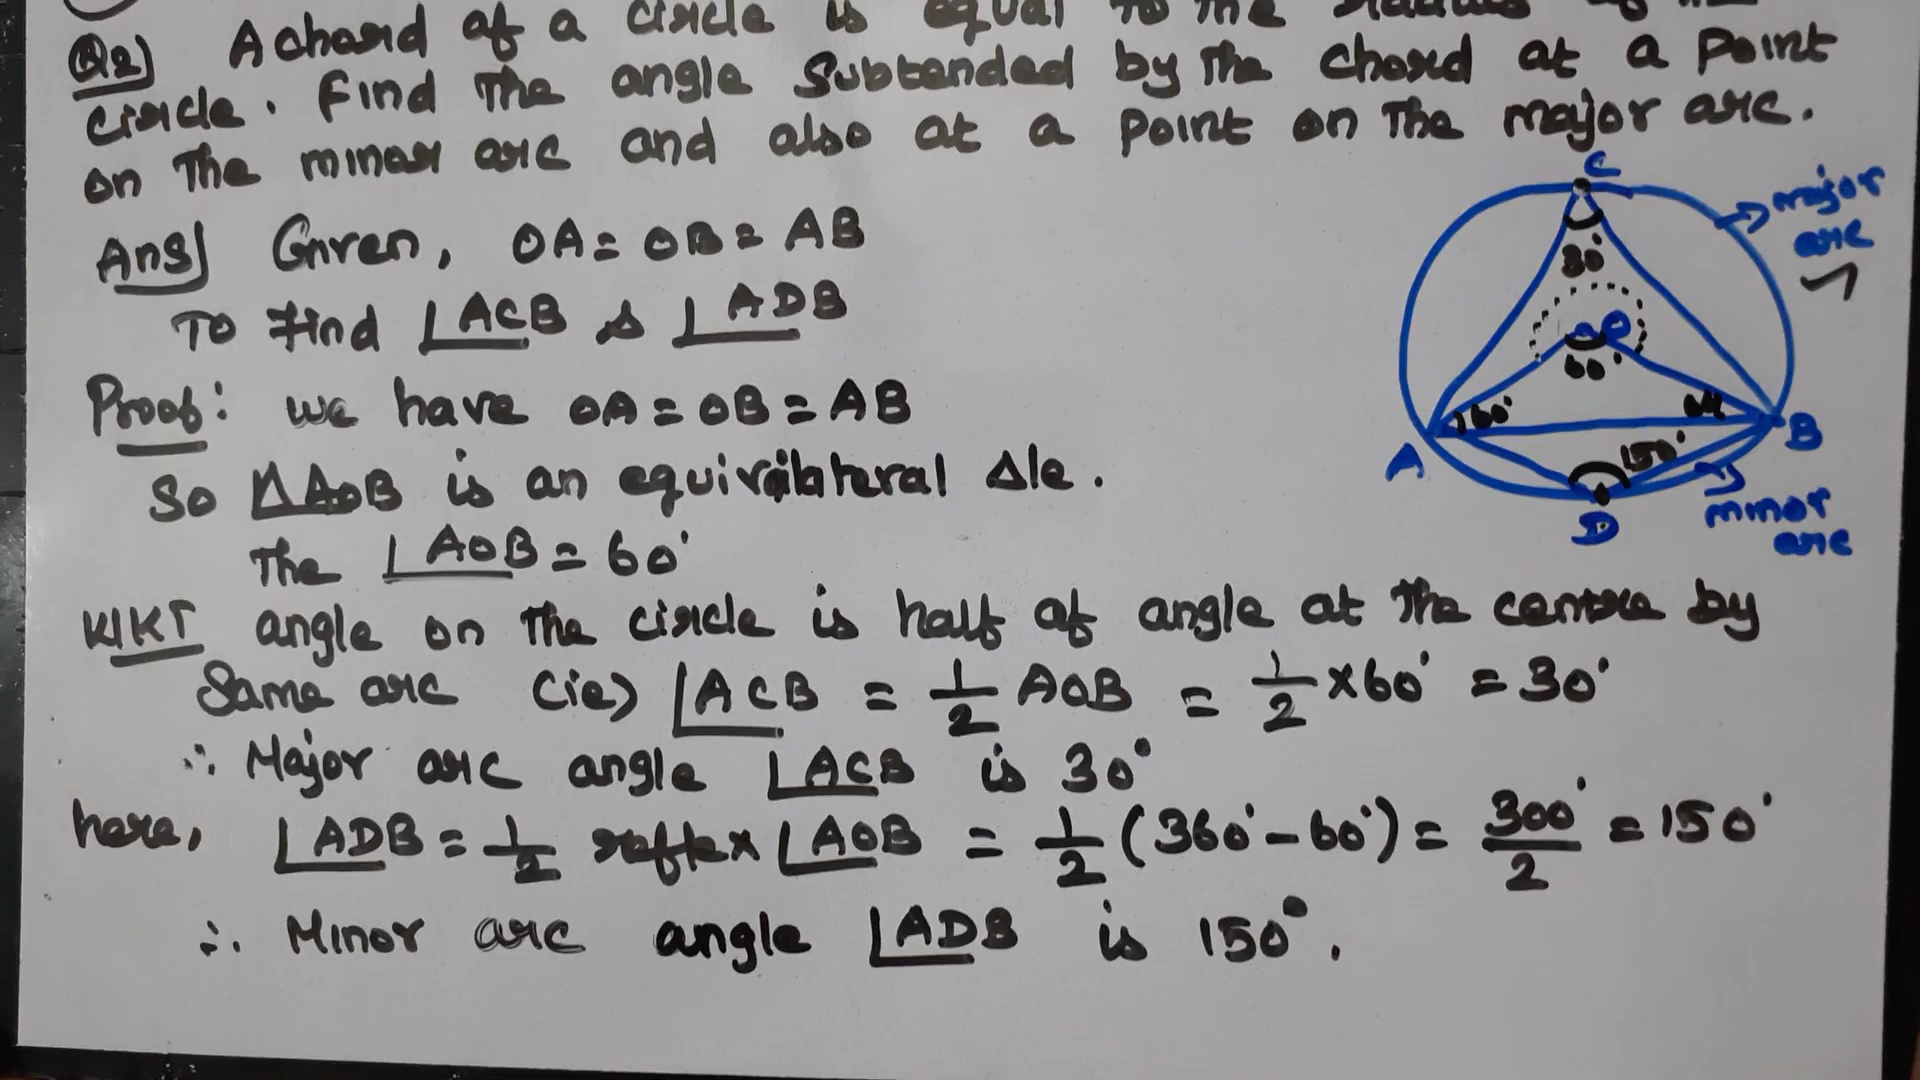 Q2) A chord of a circle is equal to the radius of the
circle. Find the angle subtended by the chord at a point
on the minor arc and also at a point on the major arc.
Ans) Given, OA = OB = AB
To find ∠ACB & ∠ADB
Proof: we have OA = OB = AB
So ΔAOB is an equirilateral Δle.
The ∠AOB = 60°
WKT angle on the circle is half of angle at the centre by
Same arc (ie) ∠ACB = 1/2 AOB = 1/2 × 60° = 30°
∴ Major arc angle ∠ACB is 30°
here, ∠ADB = 1/2 reflex ∠AOB = 1/2 (360° - 60°) = 300°/2 = 150°
∴ Minor arc angle ∠ADB is 150°.
C
major
arc
30°
O
60°
60°
A
B
150°
D
minor
arc